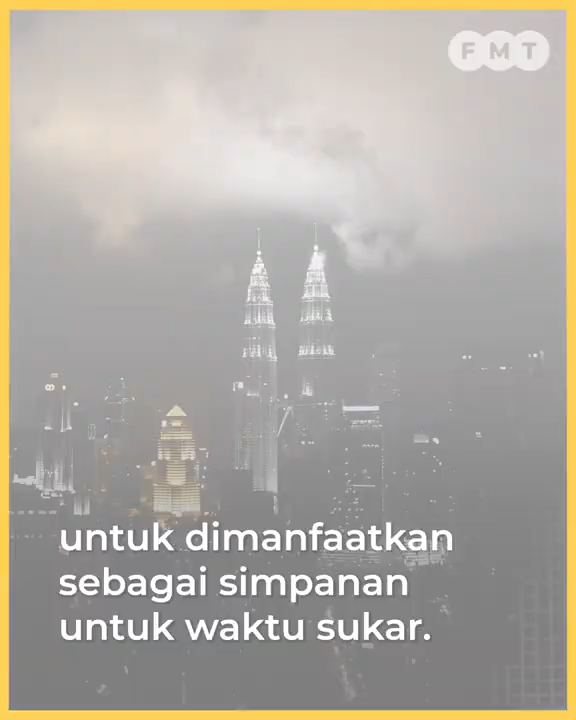 FMT
untuk dimanfaatkan
sebagai simpanan
untuk waktu sukar.